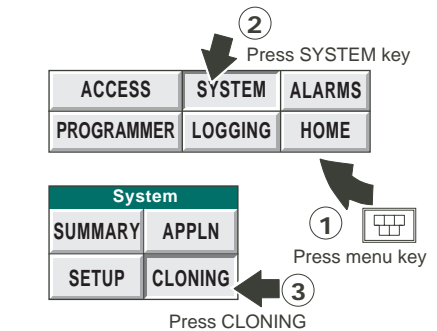 2
Press SYSTEM key
ACCESS SYSTEM ALARMS
PROGRAMMER LOGGING HOME
System
SUMMARY APPLN
1
Press menu key
SETUP CLONING
3
Press CLONING